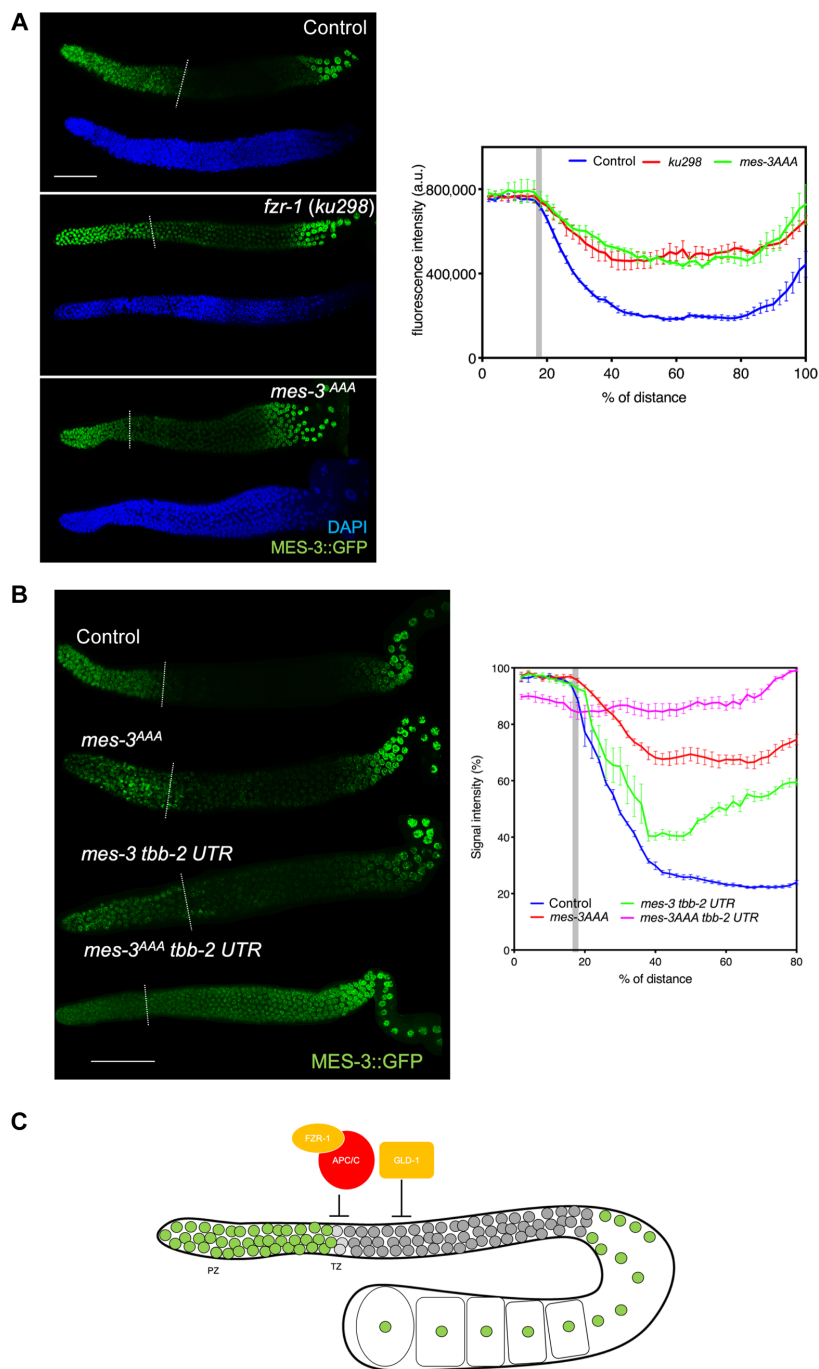 A
Control
fzr-1 (ku298)
mes-3 AAA
DAPI
MES-3::GFP
Control ku298 mes-3AAA
fluorescence intensity (a.u.)
800,000
400,000
0
0 20 40 60 80 100
% of distance
B
Control
mes-3AAA
mes-3 tbb-2 UTR
mes-3AAA tbb-2 UTR
MES-3::GFP
Signal intensity (%)
100
80
60
40
20
0
Control mes-3 tbb-2 UTR
mes-3AAA mes-3AAA tbb-2 UTR
0 20 40 60 80
% of distance
C
FZR-1
APC/C GLD-1
PZ TZ